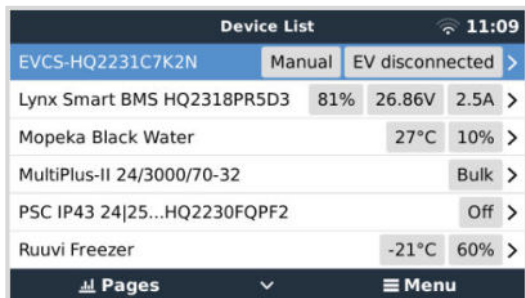 Device List 11:09
EVCS-HQ2231C7K2N Manual EV disconnected
Lynx Smart BMS HQ2318PR5D3 81% 26.86V 2.5A
Mopeka Black Water 27°C 10%
MultiPlus-II 24/3000/70-32 Bulk
PSC IP43 24|25...HQ2230FQPF2 Off
Ruuvi Freezer -21°C 60%
Pages Menu